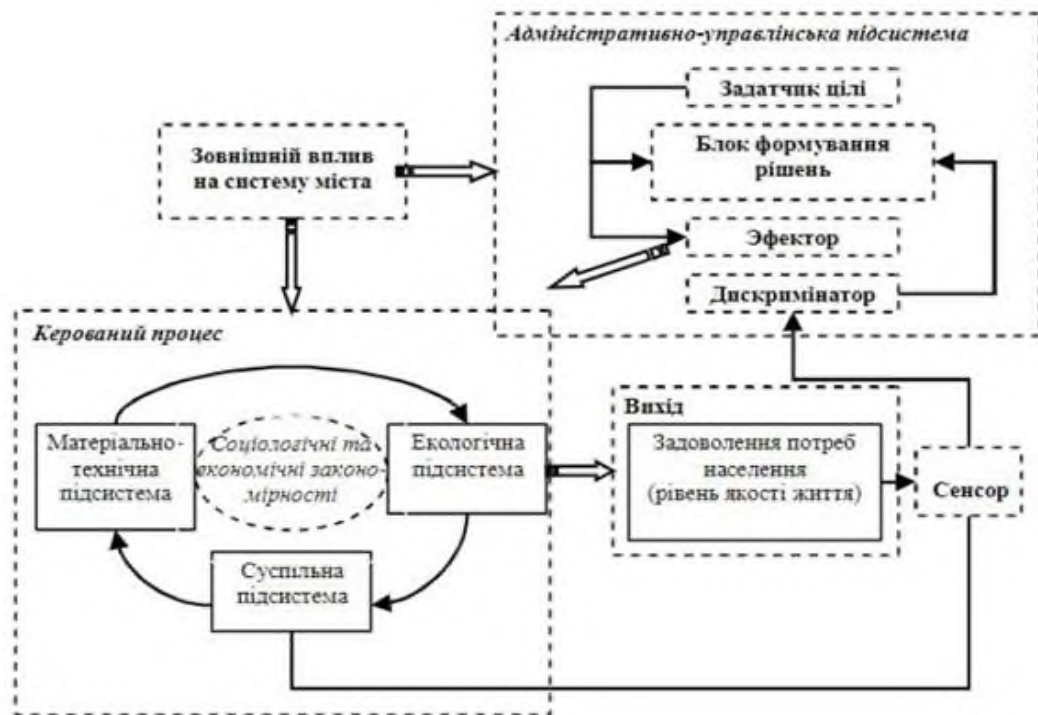 Адміністративно-управлінська підсистема
Задатчик цілі
Блок формування
рішень
Зовнішній вплив
на систему міста
Эфектор
Дискримінатор
Керований процес
Матеріально-
технічна
підсистема
Соціологічні та
економічні законо-
мірності
Екологічна
підсистема
Суспільна
підсистема
Вихід
Задоволення потреб
населення
(рівень якості життя)
Сенсор